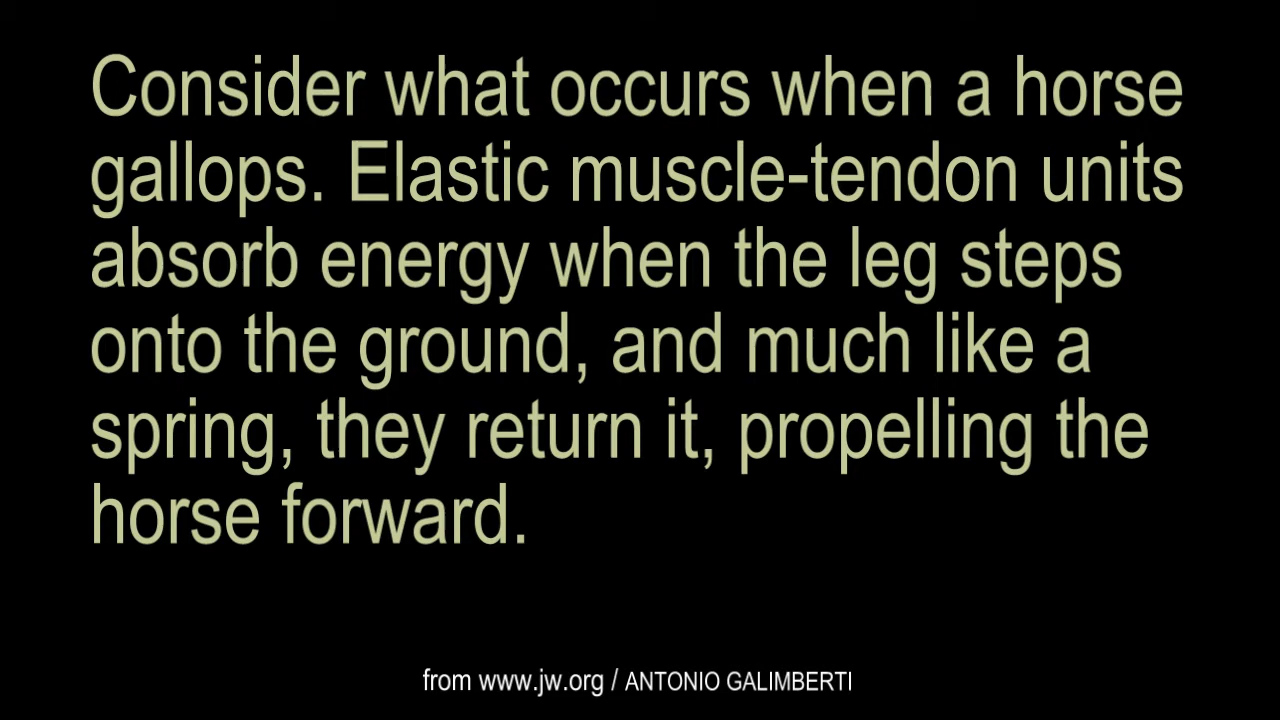 Consider what occurs when a horse
gallops. Elastic muscle-tendon units
absorb energy when the leg steps
onto the ground, and much like a
spring, they return it, propelling the
horse forward.
from www.jw.org / ANTONIO GALIMBERTI